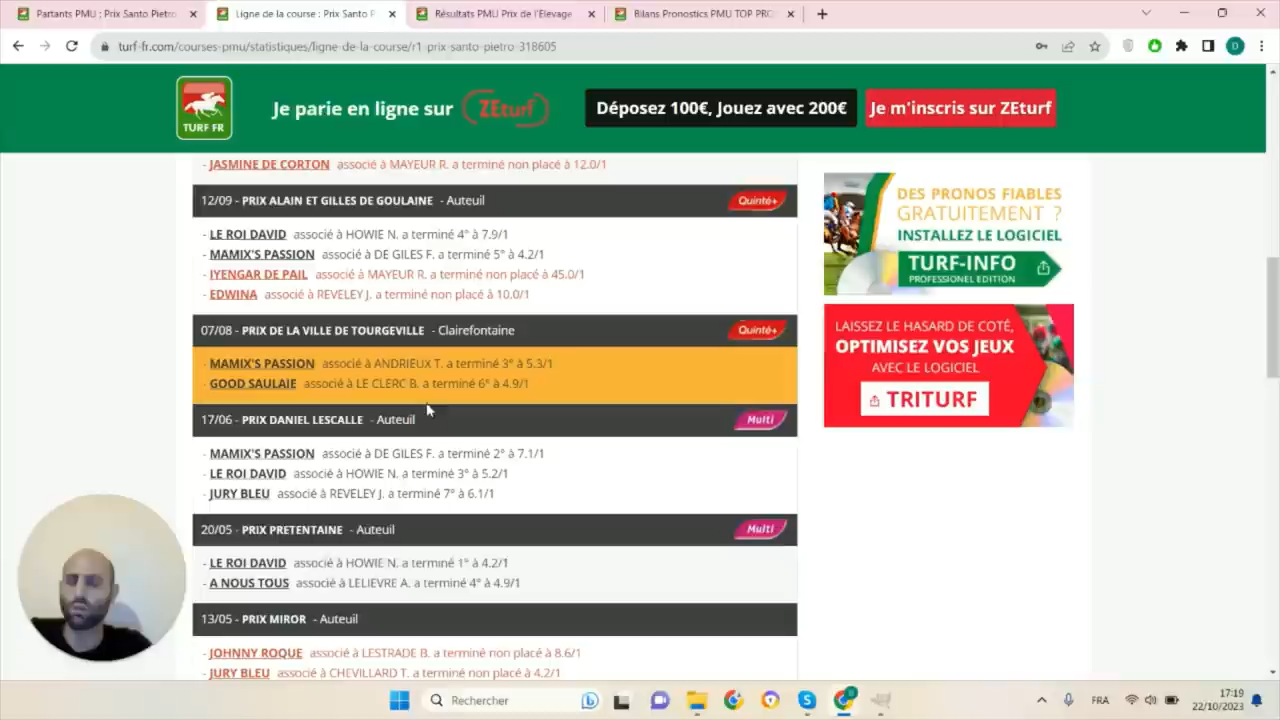 Partants PMU : Prix Santo Pietro
Ligne de la course : Prix Santo P
Résultats PMU Prix de l'Elevage
Bilans Pronostics PMU TOP PRO
turf-fr.com/courses-pmu/statistiques/ligne-de-la-course/r1-prix-santo-pietro-318605
D
TURF FR
Je parie en ligne sur ZEturf
Déposez 100€, Jouez avec 200€
Je m'inscris sur ZEturf
- JASMINE DE CORTON associé à MAYEUR R. a terminé non placé à 12.0/1
12/09 - PRIX ALAIN ET GILLES DE GOULAINE - Auteuil Quinté+
- LE ROI DAVID associé à HOWIE N. a terminé 4° à 7.9/1
- MAMIX'S PASSION associé à DE GILES F. a terminé 5° à 4.2/1
- IYENGAR DE PAIL associé à MAYEUR R. a terminé non placé à 45.0/1
- EDWINA associé à REVELEY J. a terminé non placé à 10.0/1
07/08 - PRIX DE LA VILLE DE TOURGEVILLE - Clairefontaine Quinté+
- MAMIX'S PASSION associé à ANDRIEUX T. a terminé 3° à 5.3/1
- GOOD SAULAIE associé à LE CLERC B. a terminé 6° à 4.9/1
17/06 - PRIX DANIEL LESCALLE - Auteuil Multi
- MAMIX'S PASSION associé à DE GILES F. a terminé 2° à 7.1/1
- LE ROI DAVID associé à HOWIE N. a terminé 3° à 5.2/1
- JURY BLEU associé à REVELEY J. a terminé 7° à 6.1/1
20/05 - PRIX PRETENTAINE - Auteuil Multi
- LE ROI DAVID associé à HOWIE N. a terminé 1° à 4.2/1
- A NOUS TOUS associé à LELIEVRE A. a terminé 4° à 4.9/1
13/05 - PRIX MIROR - Auteuil
- JOHNNY ROQUE associé à LESTRADE B. a terminé non placé à 8.6/1
- JURY BLEU associé à CHEVILLARD T. a terminé non placé à 4.2/1
DES PRONOS FIABLES
GRATUITEMENT ?
INSTALLEZ LE LOGICIEL
TURF-INFO
PROFESSIONEL EDITION
LAISSEZ LE HASARD DE COTÉ,
OPTIMISEZ VOS JEUX
AVEC LE LOGICIEL
TRITURF
Rechercher
FRA
17:19
22/10/2023